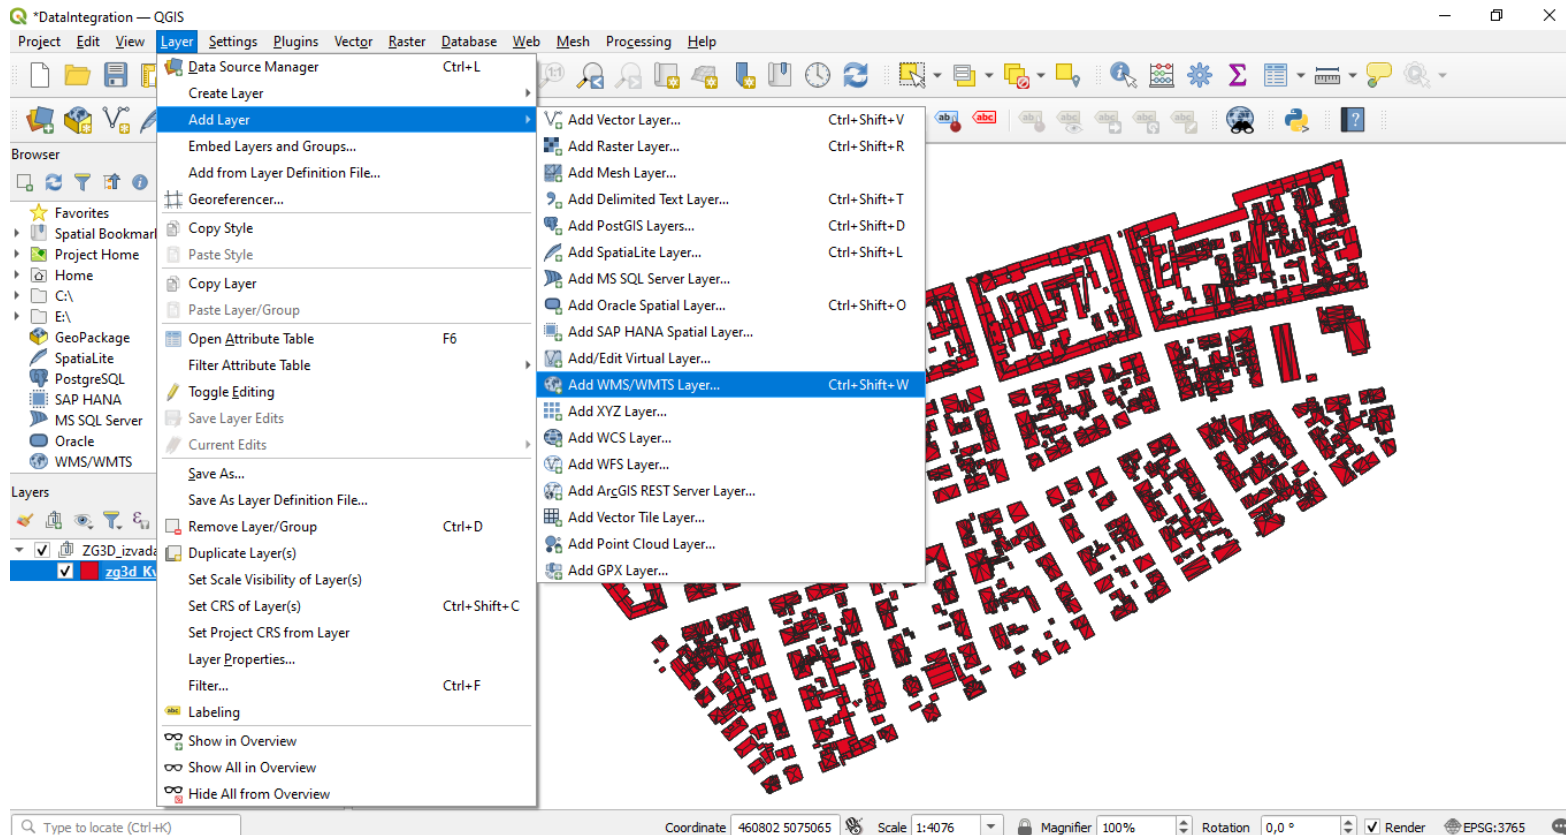 *DataIntegration — QGIS
Project Edit View Layer Settings Plugins Vector Raster Database Web Mesh Processing Help
Data Source Manager Ctrl+L
Create Layer
Add Layer
Embed Layers and Groups...
Add from Layer Definition File...
Georeferencer...
Copy Style
Paste Style
Copy Layer
Paste Layer/Group
Open Attribute Table F6
Filter Attribute Table
Toggle Editing
Save Layer Edits
Current Edits
Save As...
Save As Layer Definition File...
Remove Layer/Group Ctrl+D
Duplicate Layer(s)
Set Scale Visibility of Layer(s)
Set CRS of Layer(s) Ctrl+Shift+C
Set Project CRS from Layer
Layer Properties...
Filter... Ctrl+F
abc Labeling
Show in Overview
Show All in Overview
Hide All from Overview
Add Vector Layer... Ctrl+Shift+V
Add Raster Layer... Ctrl+Shift+R
Add Mesh Layer...
Add Delimited Text Layer... Ctrl+Shift+T
Add PostGIS Layers... Ctrl+Shift+D
Add SpatiaLite Layer... Ctrl+Shift+L
Add MS SQL Server Layer...
Add Oracle Spatial Layer... Ctrl+Shift+O
Add SAP HANA Spatial Layer...
Add/Edit Virtual Layer...
Add WMS/WMTS Layer... Ctrl+Shift+W
Add XYZ Layer...
Add WCS Layer...
Add WFS Layer...
Add ArcGIS REST Server Layer...
Add Vector Tile Layer...
Add Point Cloud Layer...
Add GPX Layer...
Browser
Favorites
Spatial Bookmar
Project Home
Home
C:\
E:\
GeoPackage
SpatiaLite
PostgreSQL
SAP HANA
MS SQL Server
Oracle
WMS/WMTS
Layers
ZG3D_izvada
zg3d_Kv
Type to locate (Ctrl+K)
Coordinate 460802 5075065 Scale 1:4076 Magnifier 100% Rotation 0,0 ° Render EPSG:3765